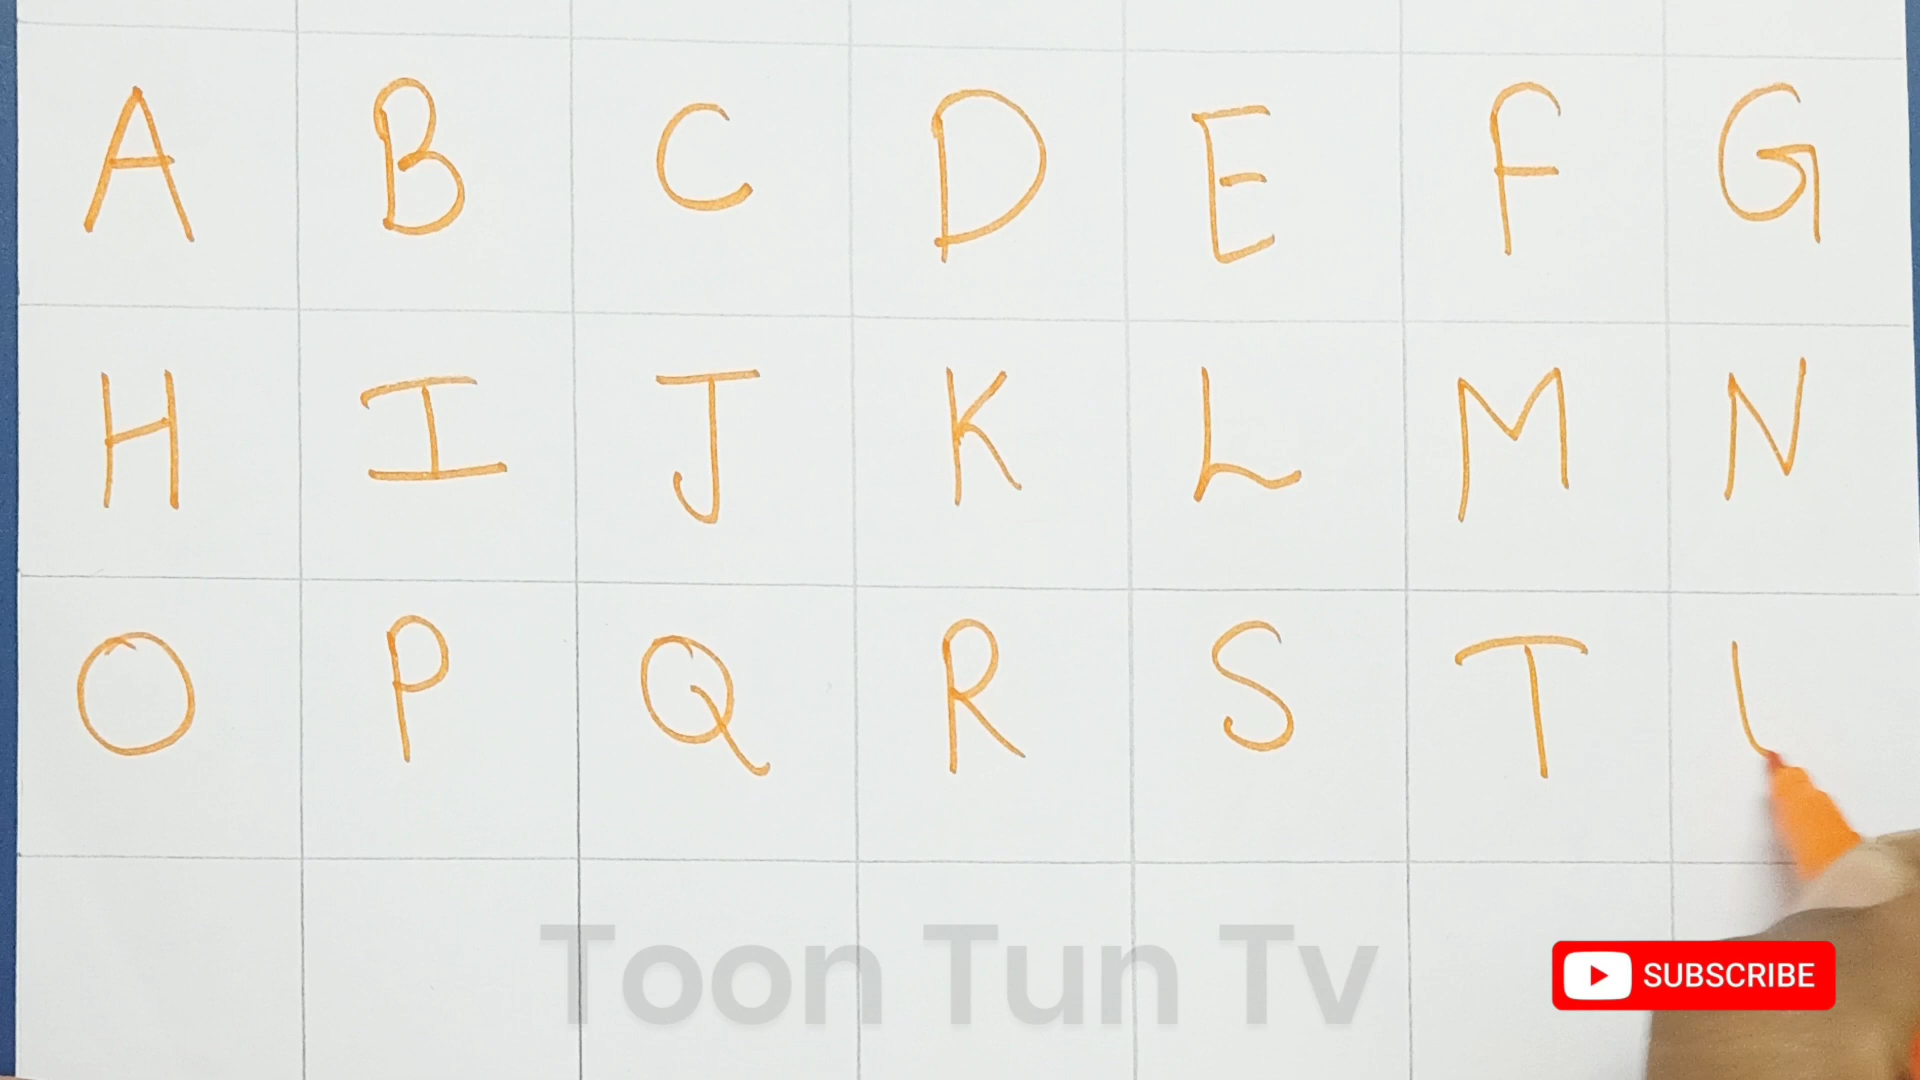 A B C D E F G
H I J K L M N
O P Q R S T
Toon Tun Tv
SUBSCRIBE